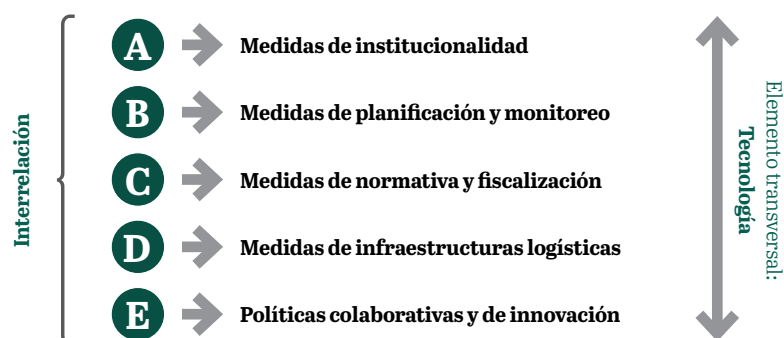 Interrelación
A Medidas de institucionalidad
B Medidas de planificación y monitoreo
C Medidas de normativa y fiscalización
D Medidas de infraestructuras logísticas
E Políticas colaborativas y de innovación
Elemento transversal:
Tecnología